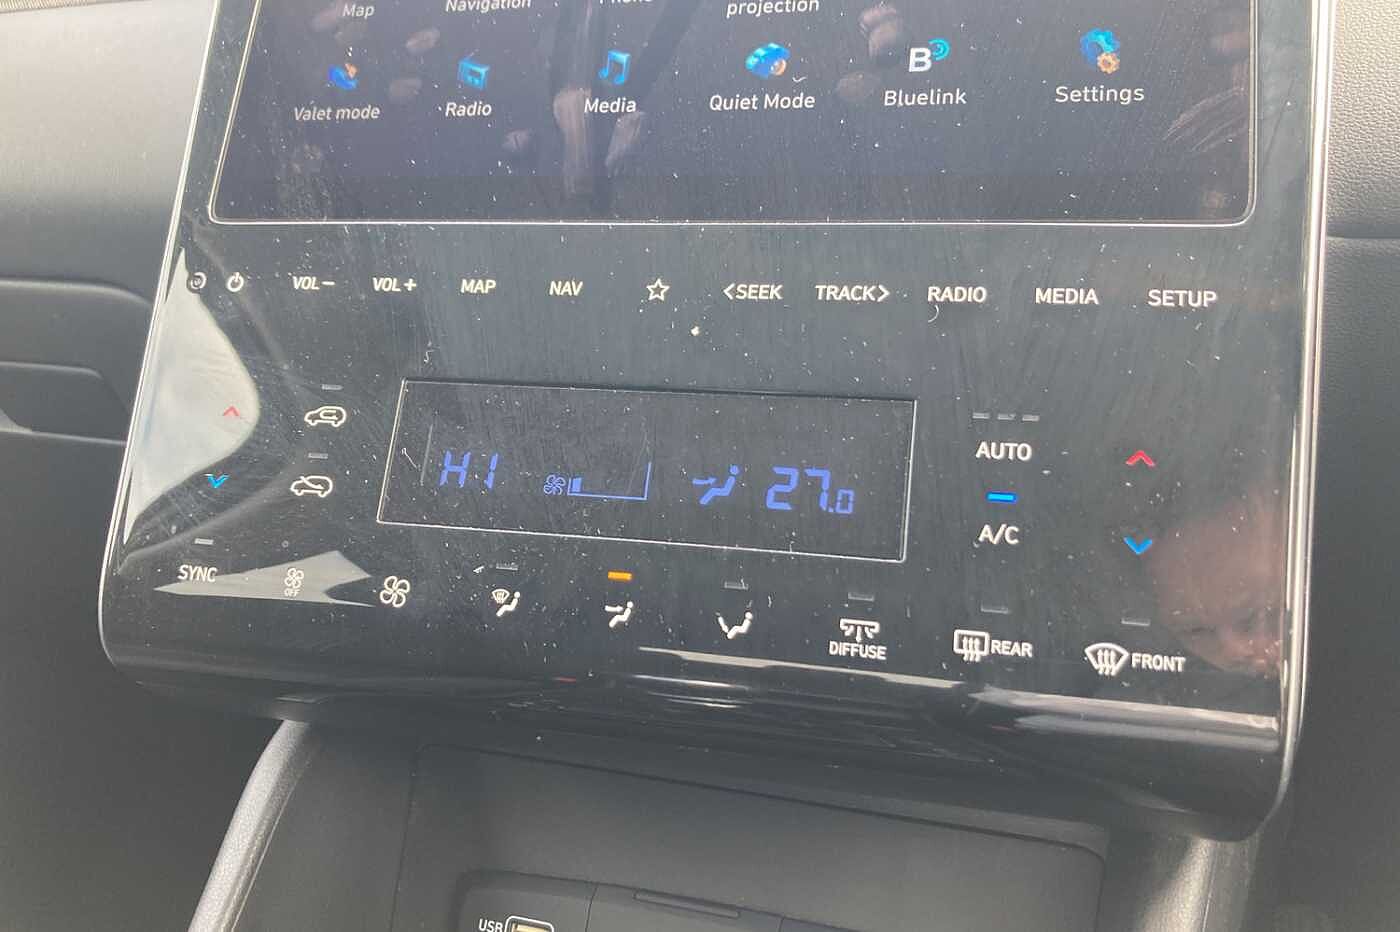 Map
Navigation
Phone
projection
Valet mode
Radio
Media
Quiet Mode
B
Bluelink
Settings
VOL−
VOL+
MAP
NAV
<SEEK
TRACK>
RADIO
MEDIA
SETUP
HI
27.0
AUTO
A/C
SYNC
OFF
DIFFUSE
REAR
FRONT
USB